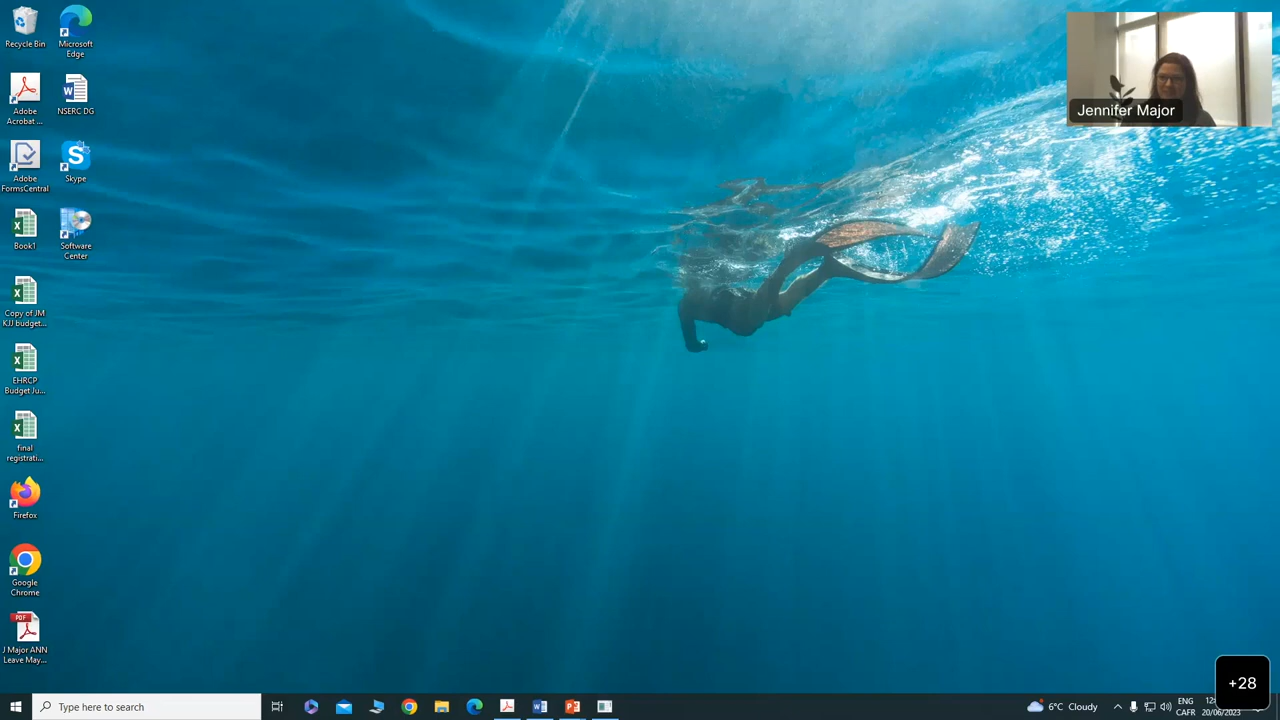 Recycle Bin
Microsoft
Edge
Adobe
Acrobat ...
NSERC DG
Adobe
FormsCentral
Skype
Book1
Software
Center
Copy of JM
KJJ budget...
EHRCP
Budget Ju...
final
registrati...
Firefox
Google
Chrome
PDF
J Major ANN
Leave May...
Jennifer Major
+28
Type here to search
6°C Cloudy
ENG
CAFR
12:
20/06/2023